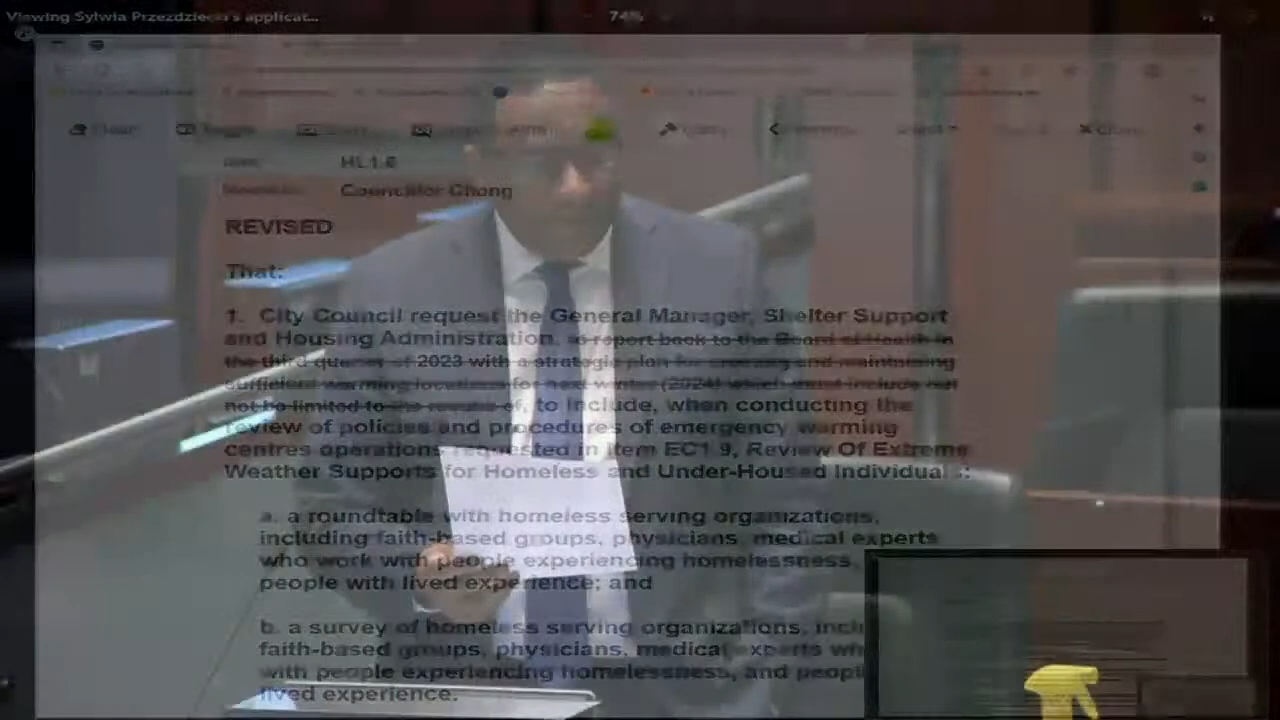 Viewing Sylwia Przezdziecki's applicat...
74%
HL1.6
Councillor Chong
REVISED
That:
1. City Council request the General Manager, Shelter Support
and Housing Administration, to report back to the Board of Health in
the third quarter of 2023 with a strategic plan for creating and maintaining
sufficient warming locations for next winter (2024) which must include but
not be limited to the results of, to include, when conducting the
review of policies and procedures of emergency warming
centres operations requested in Item EC1.9, Review Of Extreme
Weather Supports for Homeless and Under-Housed Individuals:
a. a roundtable with homeless serving organizations,
including faith-based groups, physicians, medical experts
who work with people experiencing homelessness,
people with lived experience; and
b. a survey of homeless serving organizations, incl
faith-based groups, physicians, medical experts wh
with people experiencing homelessness, and peopl
lived experience.